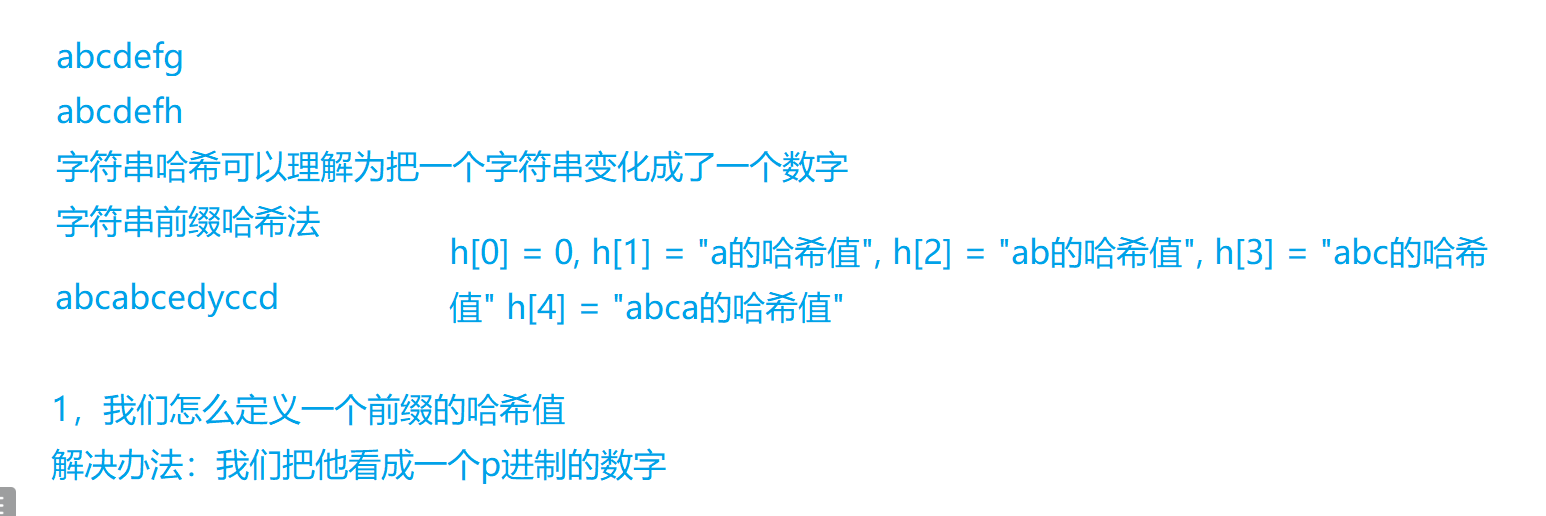 abcdefg
abcdefh
字符串哈希可以理解为把一个字符串变化成了一个数字
字符串前缀哈希法
abcabcedyccd
h[0] = 0, h[1] = "a的哈希值", h[2] = "ab的哈希值", h[3] = "abc的哈希
值" h[4] = "abca的哈希值"
1，我们怎么定义一个前缀的哈希值
解决办法：我们把他看成一个p进制的数字